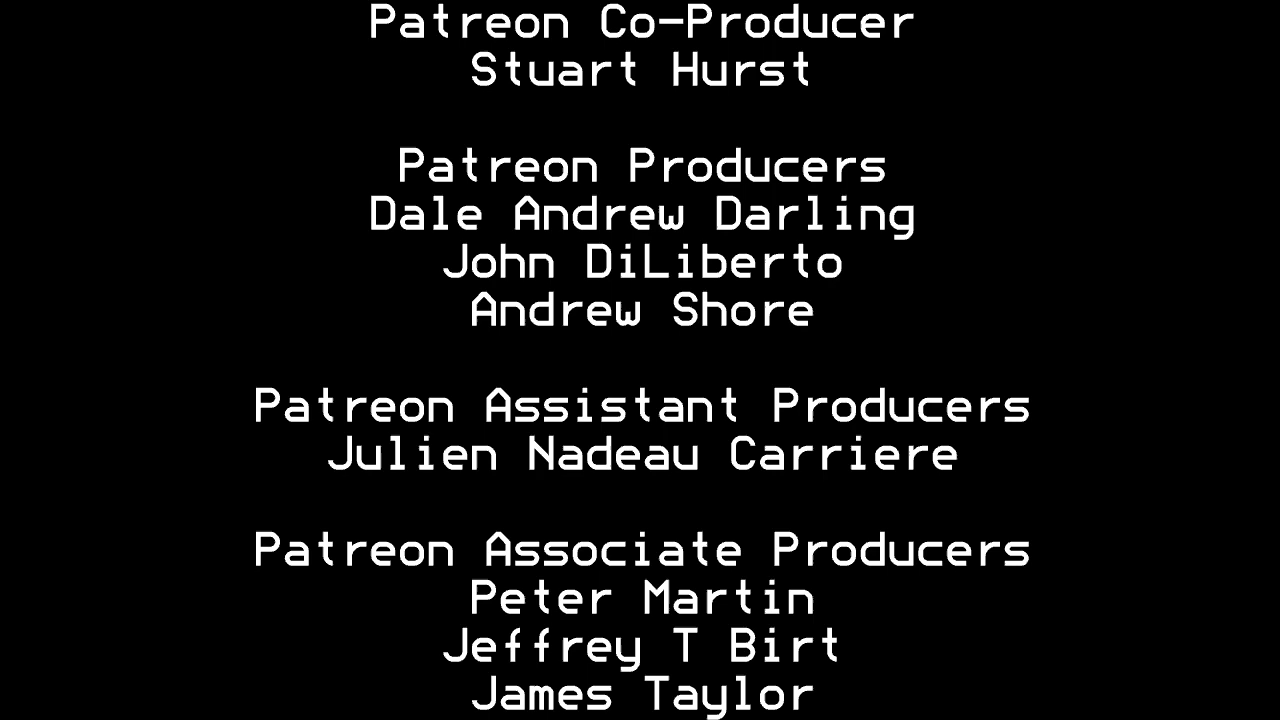 Patreon Co-Producer
Stuart Hurst
Patreon Producers
Dale Andrew Darling
John DiLiberto
Andrew Shore
Patreon Assistant Producers
Julien Nadeau Carriere
Patreon Associate Producers
Peter Martin
Jeffrey T Birt
James Taylor